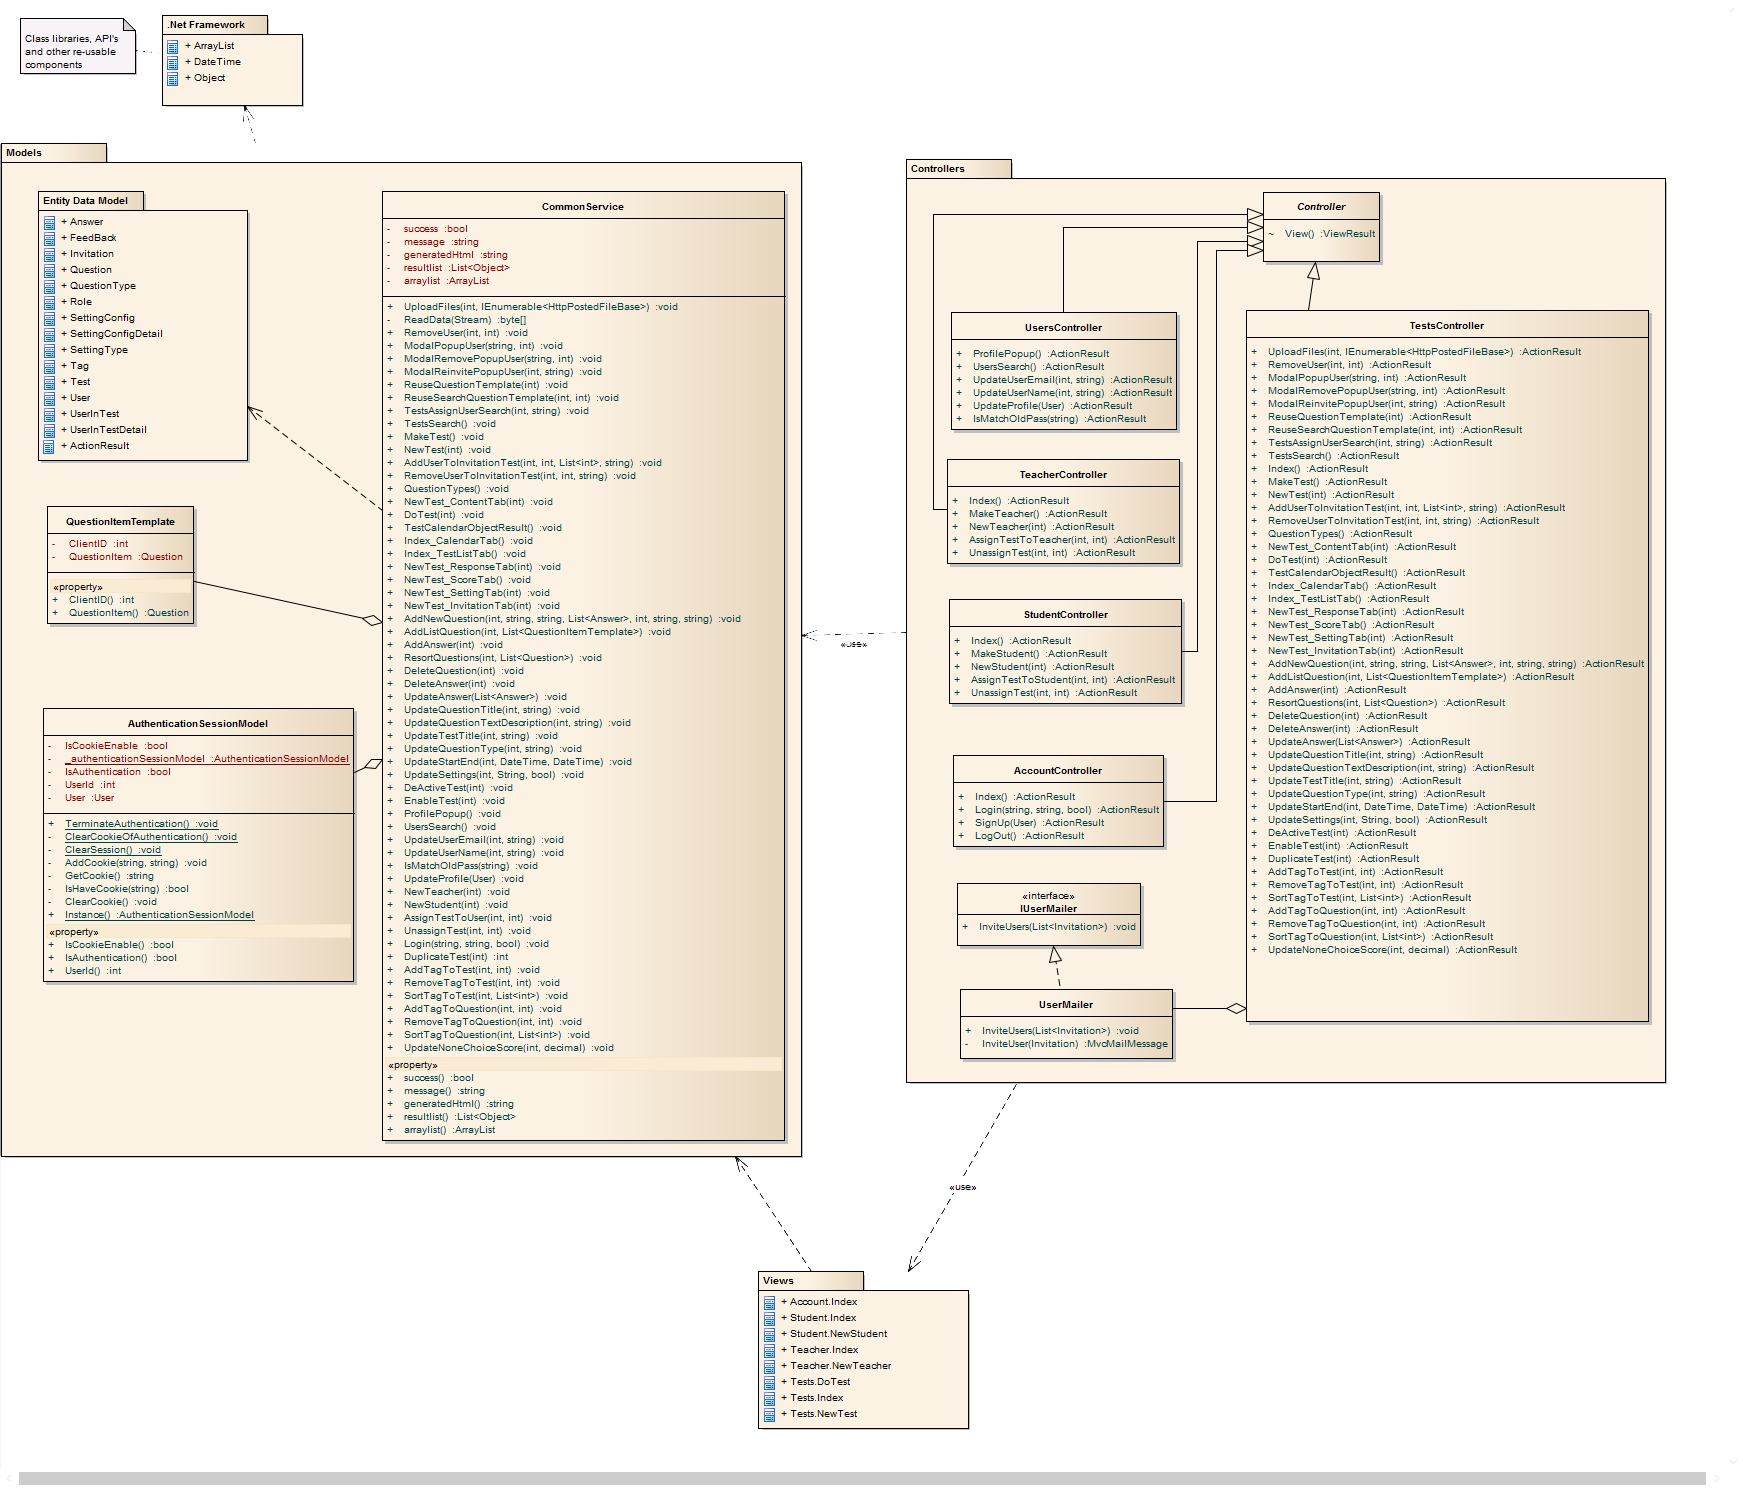 Class libraries, API's
and other re-usable
components
.Net Framework
+ ArrayList
+ DateTime
+ Object
Models
Entity Data Model
+ Answer
+ FeedBack
+ Invitation
+ Question
+ QuestionType
+ Role
+ SettingConfig
+ SettingConfigDetail
+ SettingType
+ Tag
+ Test
+ User
+ UserInTest
+ UserInTestDetail
+ ActionResult
QuestionItemTemplate
- ClientID :int
- QuestionItem :Question
«property»
+ ClientID() :int
+ QuestionItem() :Question
AuthenticationSessionModel
- IsCookieEnable :bool
- _authenticationSessionModel :AuthenticationSessionModel
- IsAuthentication :bool
- UserId :int
- User :User
+ TerminateAuthentication() :void
- ClearCookieOfAuthentication() :void
- ClearSession() :void
- AddCookie(string, string) :void
- GetCookie() :string
- IsHaveCookie(string) :bool
- ClearCookie() :void
+ Instance() :AuthenticationSessionModel
«property»
+ IsCookieEnable() :bool
+ IsAuthentication() :bool
+ UserId() :int
CommonService
- success :bool
- message :string
- generatedHtml :string
- resultlist :List<Object>
- arraylist :ArrayList
+ UploadFiles(int, IEnumerable<HttpPostedFileBase>) :void
- ReadData(Stream) :byte[]
+ RemoveUser(int, int) :void
+ ModalPopupUser(string, int) :void
+ ModalRemovePopupUser(string, int) :void
+ ModalReinvitePopupUser(int, string) :void
+ ReuseQuestionTemplate(int) :void
+ ReuseSearchQuestionTemplate(int, int) :void
+ TestsAssignUserSearch(int, string) :void
+ TestsSearch() :void
+ MakeTest() :void
+ NewTest(int) :void
+ AddUserToInvitationTest(int, int, List<int>, string) :void
+ RemoveUserToInvitationTest(int, int, string) :void
+ QuestionTypes() :void
+ NewTest_ContentTab(int) :void
+ DoTest(int) :void
+ TestCalendarObjectResult() :void
+ Index_CalendarTab() :void
+ Index_TestListTab() :void
+ NewTest_ResponseTab(int) :void
+ NewTest_ScoreTab() :void
+ NewTest_SettingTab(int) :void
+ NewTest_InvitationTab(int) :void
+ AddNewQuestion(int, string, string, List<Answer>, int, string, string) :void
+ AddListQuestion(int, List<QuestionItemTemplate>) :void
+ AddAnswer(int) :void
+ ResortQuestions(int, List<Question>) :void
+ DeleteQuestion(int) :void
+ DeleteAnswer(int) :void
+ UpdateAnswer(List<Answer>) :void
+ UpdateQuestionTitle(int, string) :void
+ UpdateQuestionTextDescription(int, string) :void
+ UpdateTestTitle(int, string) :void
+ UpdateQuestionType(int, string) :void
+ UpdateStartEnd(int, DateTime, DateTime) :void
+ UpdateSettings(int, String, bool) :void
+ DeActiveTest(int) :void
+ EnableTest(int) :void
+ ProfilePopup() :void
+ UsersSearch() :void
+ UpdateUserEmail(int, string) :void
+ UpdateUserName(int, string) :void
+ IsMatchOldPass(string) :void
+ UpdateProfile(User) :void
+ NewTeacher(int) :void
+ NewStudent(int) :void
+ AssignTestToUser(int, int) :void
+ UnassignTest(int, int) :void
+ Login(string, string, bool) :void
+ DuplicateTest(int) :int
+ AddTagToTest(int, int) :void
+ RemoveTagToTest(int, int) :void
+ SortTagToTest(int, List<int>) :void
+ AddTagToQuestion(int, int) :void
+ RemoveTagToQuestion(int, int) :void
+ SortTagToQuestion(int, List<int>) :void
+ UpdateNoneChoiceScore(int, decimal) :void
«property»
+ success() :bool
+ message() :string
+ generatedHtml() :string
+ resultlist() :List<Object>
+ arraylist() :ArrayList
«use»
Controllers
Controller
~ View() :ViewResult
UsersController
+ ProfilePopup() :ActionResult
+ UsersSearch() :ActionResult
+ UpdateUserEmail(int, string) :ActionResult
+ UpdateUserName(int, string) :ActionResult
+ UpdateProfile(User) :ActionResult
+ IsMatchOldPass(string) :ActionResult
TeacherController
+ Index() :ActionResult
+ MakeTeacher() :ActionResult
+ NewTeacher(int) :ActionResult
+ AssignTestToTeacher(int, int) :ActionResult
+ UnassignTest(int, int) :ActionResult
StudentController
+ Index() :ActionResult
+ MakeStudent() :ActionResult
+ NewStudent(int) :ActionResult
+ AssignTestToStudent(int, int) :ActionResult
+ UnassignTest(int, int) :ActionResult
AccountController
+ Index() :ActionResult
+ Login(string, string, bool) :ActionResult
+ SignUp(User) :ActionResult
+ LogOut() :ActionResult
«interface»
IUserMailer
+ InviteUsers(List<Invitation>) :void
UserMailer
+ InviteUsers(List<Invitation>) :void
- InviteUser(Invitation) :MvcMailMessage
TestsController
+ UploadFiles(int, IEnumerable<HttpPostedFileBase>) :ActionResult
+ RemoveUser(int, int) :ActionResult
+ ModalPopupUser(string, int) :ActionResult
+ ModalRemovePopupUser(string, int) :ActionResult
+ ModalReinvitePopupUser(int, string) :ActionResult
+ ReuseQuestionTemplate(int) :ActionResult
+ ReuseSearchQuestionTemplate(int, int) :ActionResult
+ TestsAssignUserSearch(int, string) :ActionResult
+ TestsSearch() :ActionResult
+ Index() :ActionResult
+ MakeTest() :ActionResult
+ NewTest(int) :ActionResult
+ AddUserToInvitationTest(int, int, List<int>, string) :ActionResult
+ RemoveUserToInvitationTest(int, int, string) :ActionResult
+ QuestionTypes() :ActionResult
+ NewTest_ContentTab(int) :ActionResult
+ DoTest(int) :ActionResult
+ TestCalendarObjectResult() :ActionResult
+ Index_CalendarTab() :ActionResult
+ Index_TestListTab() :ActionResult
+ NewTest_ResponseTab(int) :ActionResult
+ NewTest_ScoreTab() :ActionResult
+ NewTest_SettingTab(int) :ActionResult
+ NewTest_InvitationTab(int) :ActionResult
+ AddNewQuestion(int, string, string, List<Answer>, int, string, string) :ActionResult
+ AddListQuestion(int, List<QuestionItemTemplate>) :ActionResult
+ AddAnswer(int) :ActionResult
+ ResortQuestions(int, List<Question>) :ActionResult
+ DeleteQuestion(int) :ActionResult
+ DeleteAnswer(int) :ActionResult
+ UpdateAnswer(List<Answer>) :ActionResult
+ UpdateQuestionTitle(int, string) :ActionResult
+ UpdateQuestionTextDescription(int, string) :ActionResult
+ UpdateTestTitle(int, string) :ActionResult
+ UpdateQuestionType(int, string) :ActionResult
+ UpdateStartEnd(int, DateTime, DateTime) :ActionResult
+ UpdateSettings(int, String, bool) :ActionResult
+ DeActiveTest(int) :ActionResult
+ EnableTest(int) :ActionResult
+ DuplicateTest(int) :ActionResult
+ AddTagToTest(int, int) :ActionResult
+ RemoveTagToTest(int, int) :ActionResult
+ SortTagToTest(int, List<int>) :ActionResult
+ AddTagToQuestion(int, int) :ActionResult
+ RemoveTagToQuestion(int, int) :ActionResult
+ SortTagToQuestion(int, List<int>) :ActionResult
+ UpdateNoneChoiceScore(int, decimal) :ActionResult
«use»
Views
+ Account.Index
+ Student.Index
+ Student.NewStudent
+ Teacher.Index
+ Teacher.NewTeacher
+ Tests.DoTest
+ Tests.Index
+ Tests.NewTest